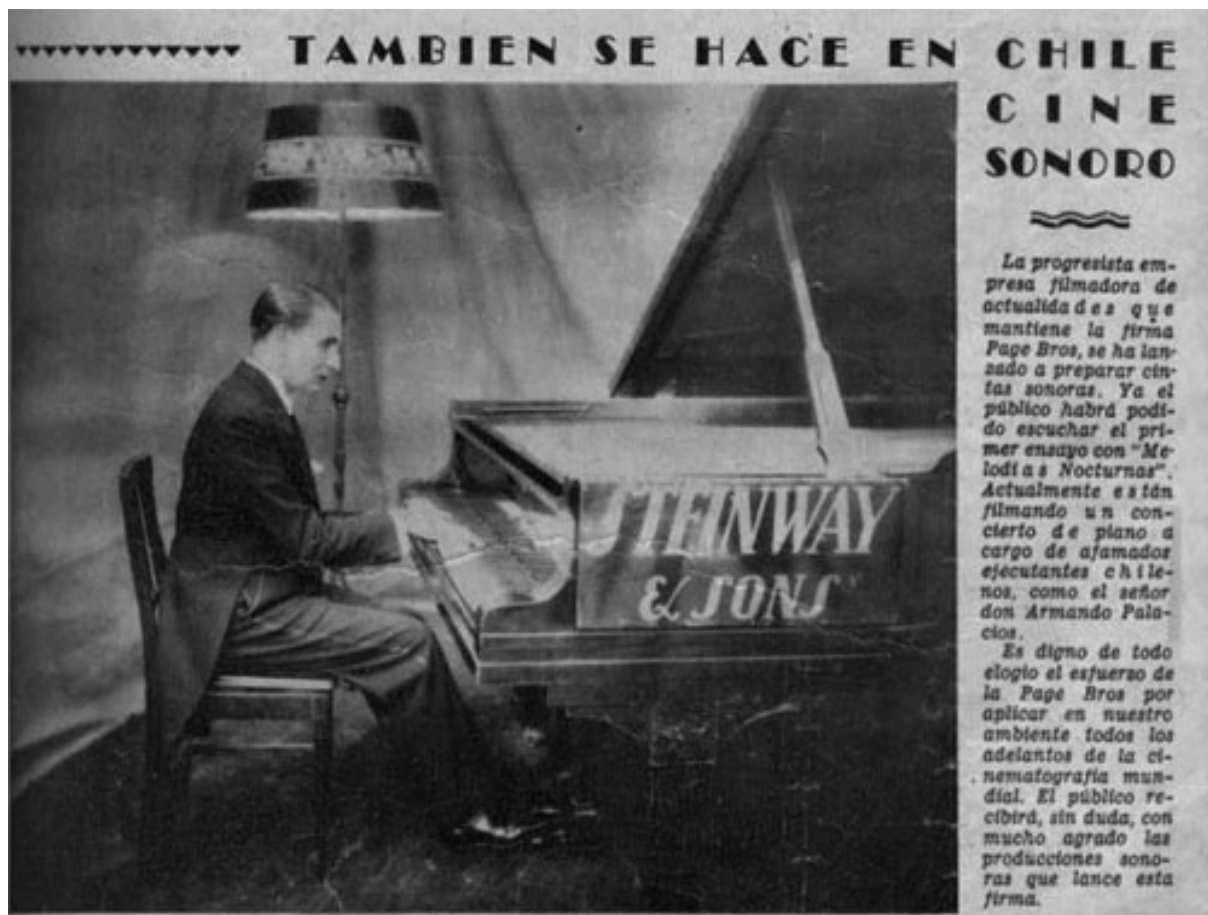 TAMBIEN SE HACE EN CHILE
CINE
SONORO
STEINWAY
& SONS
La progresista em-
presa filmadora de
actualidades que
mantiene la firma
Page Bros, se ha lan-
zado a preparar cin-
tas sonoras. Ya el
público habrá podi-
do escuchar el pri-
mer ensayo con "Me-
lodías Nocturnas".
Actualmente están
filmando un con-
cierto de piano a
cargo de afamados
ejecutantes chile-
nos, como el señor
don Armando Pala-
cios.
Es digno de todo
elogio el esfuerzo de
la Page Bros por
aplicar en nuestro
ambiente todos los
adelantos de la ci-
nematografía mun-
dial. El público re-
cibirá, sin duda, con
mucho agrado las
producciones sono-
ras que lance esta
firma.